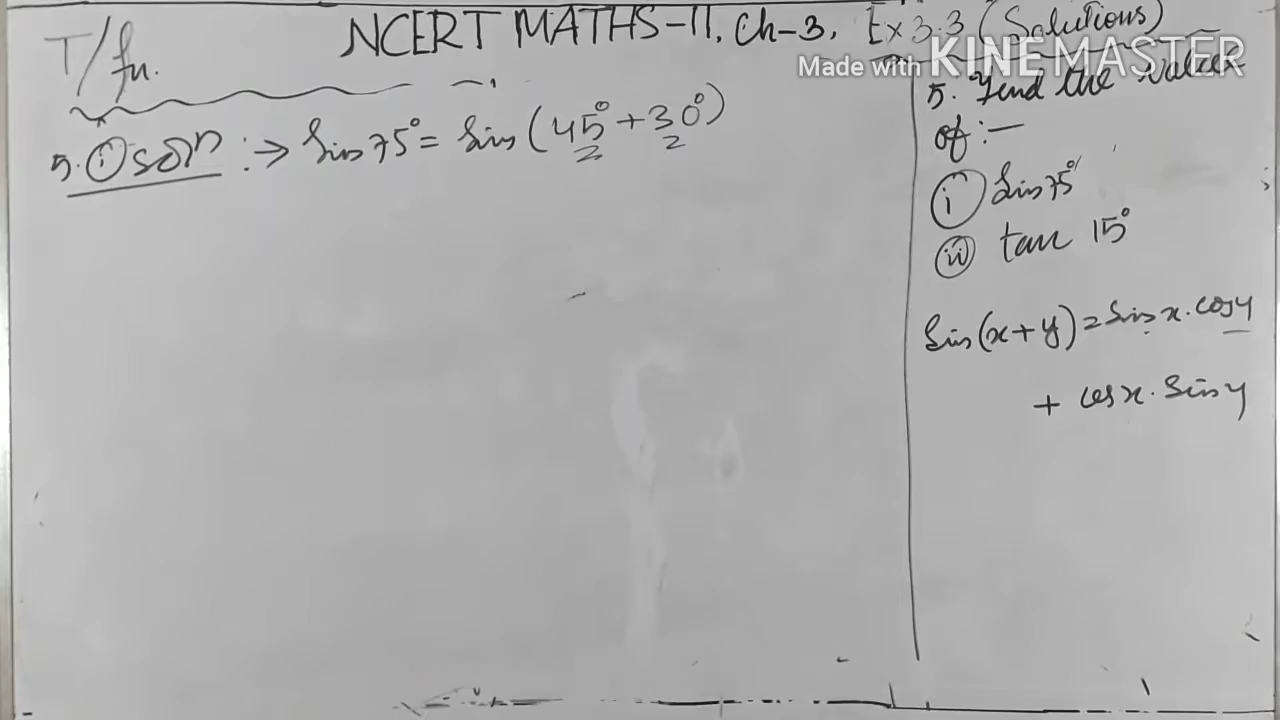 NCERT MATHS-11, Ch-3, Ex 3.3 (Solutions)
T/fn.
Made with KINEMASTER
5. (i) solⁿ :→ Sin 75° = Sin (45° + 30°)
5. Find the values
of :—
(i) Sin 75°
(ii) tan 15°
Sin(x+y) = Sin x . cos y
+ cos x . Sin y